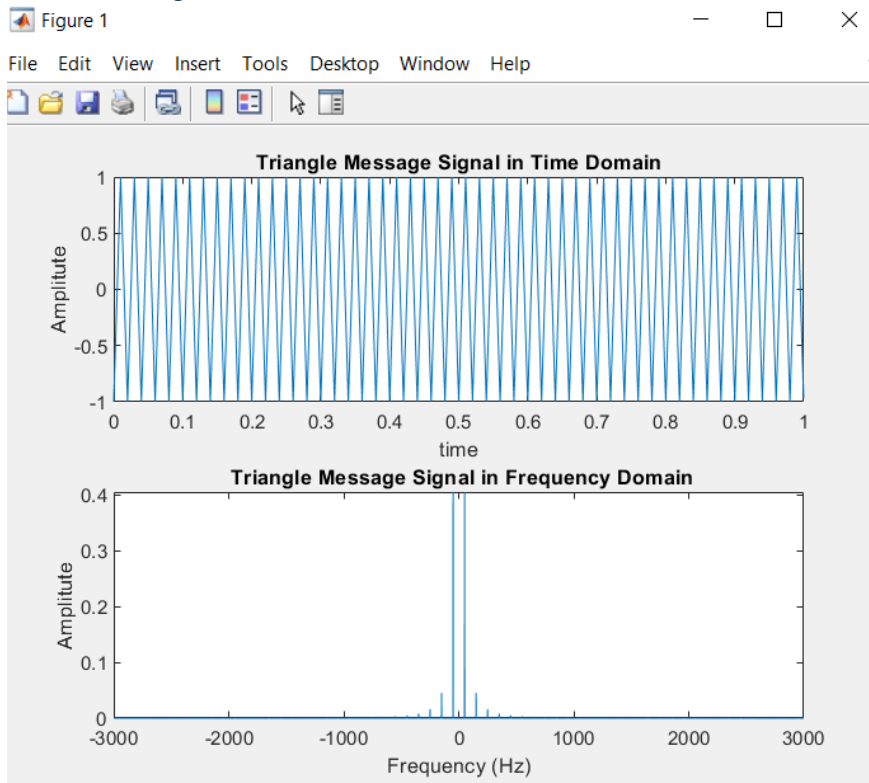 Figure 1
File Edit View Insert Tools Desktop Window Help
Triangle Message Signal in Time Domain
1
0.5
0
-0.5
-1
Amplitute
0 0.1 0.2 0.3 0.4 0.5 0.6 0.7 0.8 0.9 1
time
Triangle Message Signal in Frequency Domain
0.4
0.3
0.2
0.1
0
Amplitute
-3000 -2000 -1000 0 1000 2000 3000
Frequency (Hz)